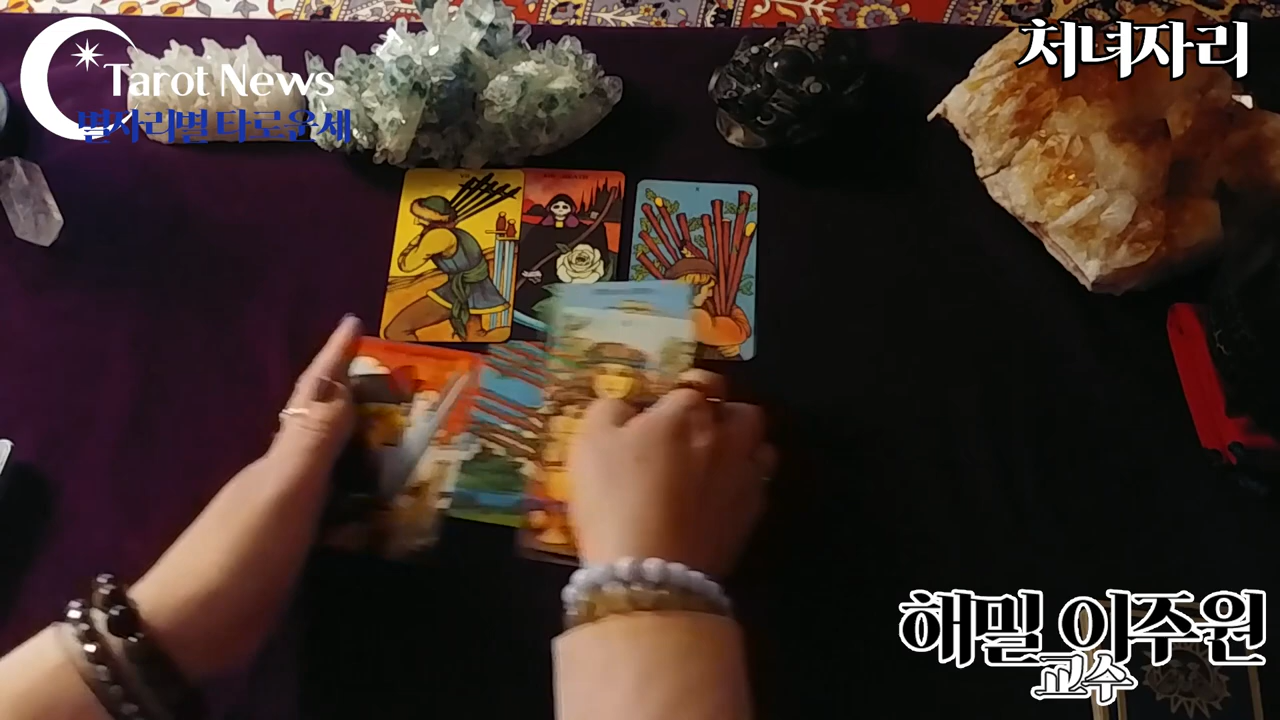 Tarot News
별자리별 타로운세
처녀자리
해밀 이주원
교수